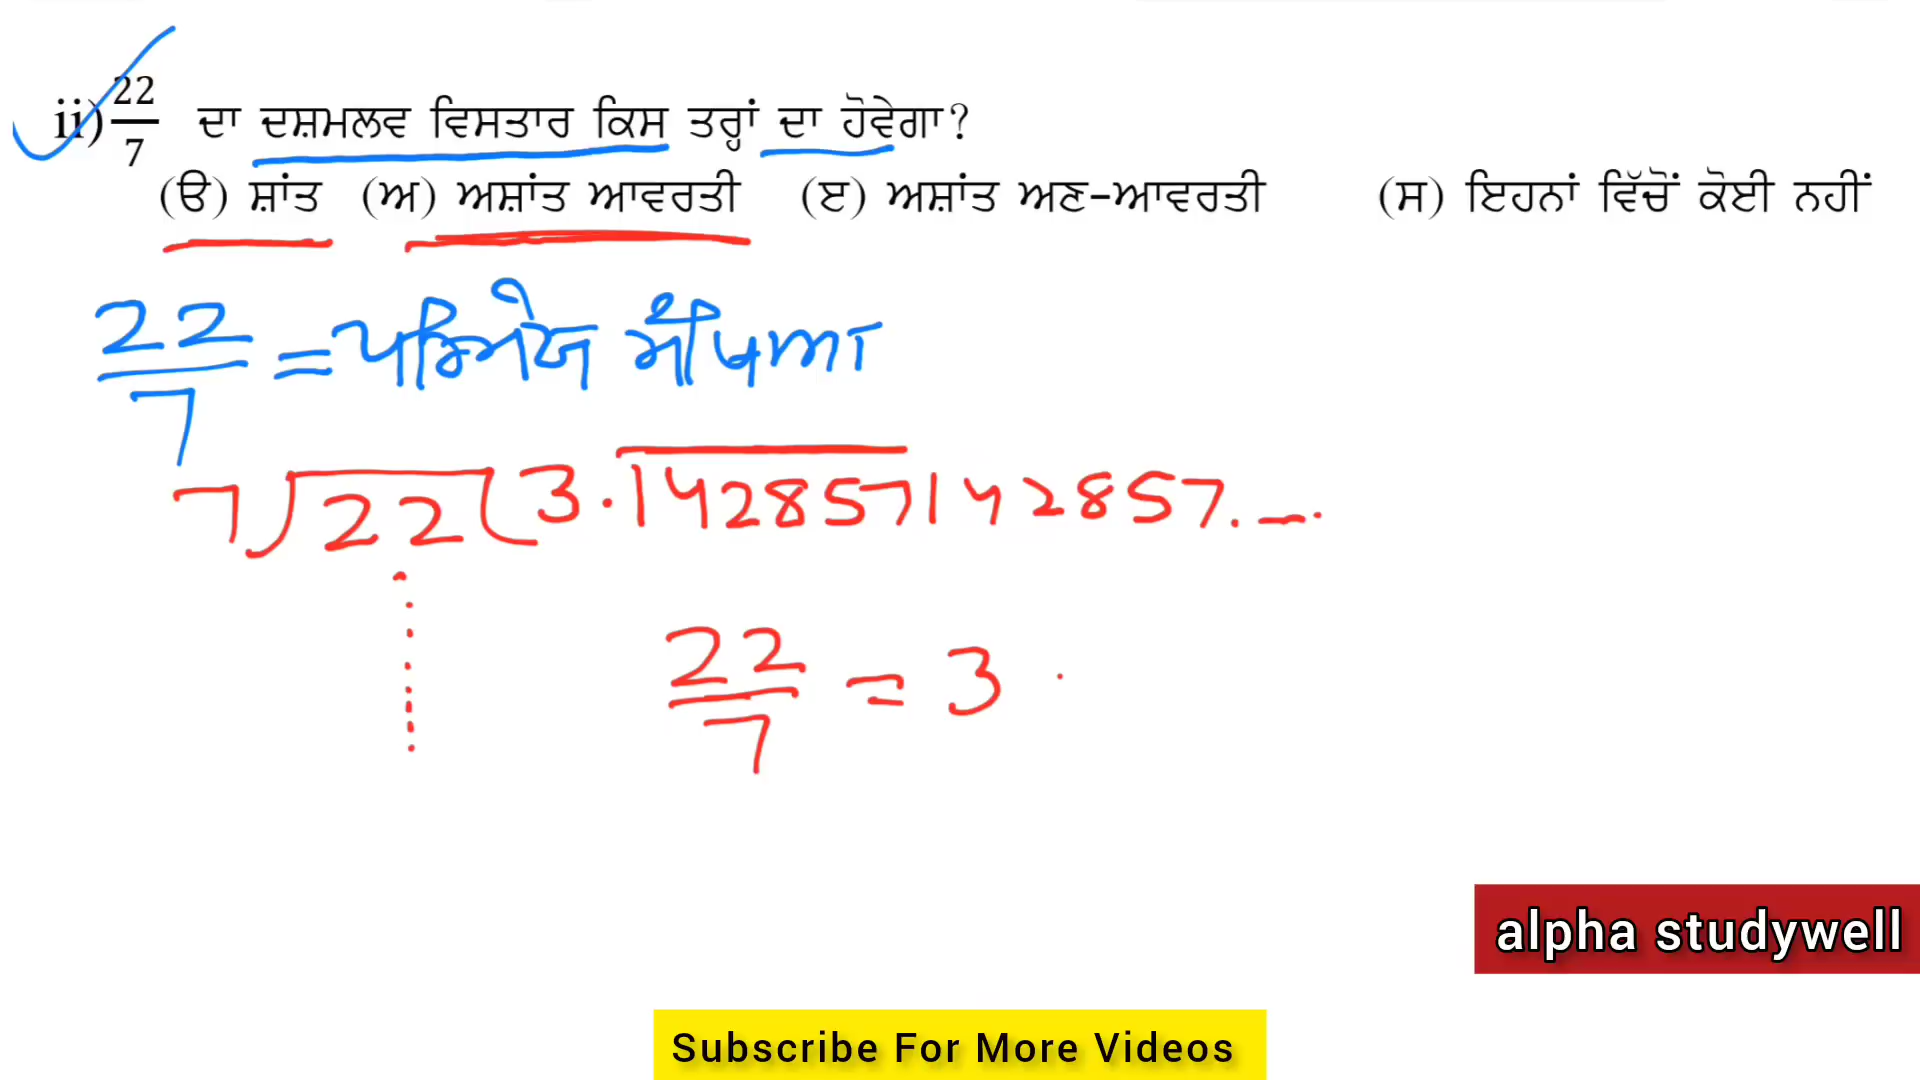 ii) 22/7 ਦਾ ਦਸ਼ਮਲਵ ਵਿਸਤਾਰ ਕਿਸ ਤਰ੍ਹਾਂ ਦਾ ਹੋਵੇਗਾ?
(ੳ) ਸ਼ਾਂਤ (ਅ) ਅਸ਼ਾਂਤ ਆਵਰਤੀ (ੲ) ਅਸ਼ਾਂਤ ਅਣ-ਆਵਰਤੀ (ਸ) ਇਹਨਾਂ ਵਿੱਚੋਂ ਕੋਈ ਨਹੀਂ
22/7 = ਪਰਿਮੇਯ ਸੰਖਿਆ
7)22(3.142857142857....
22/7 = 3.
alpha studywell
Subscribe For More Videos